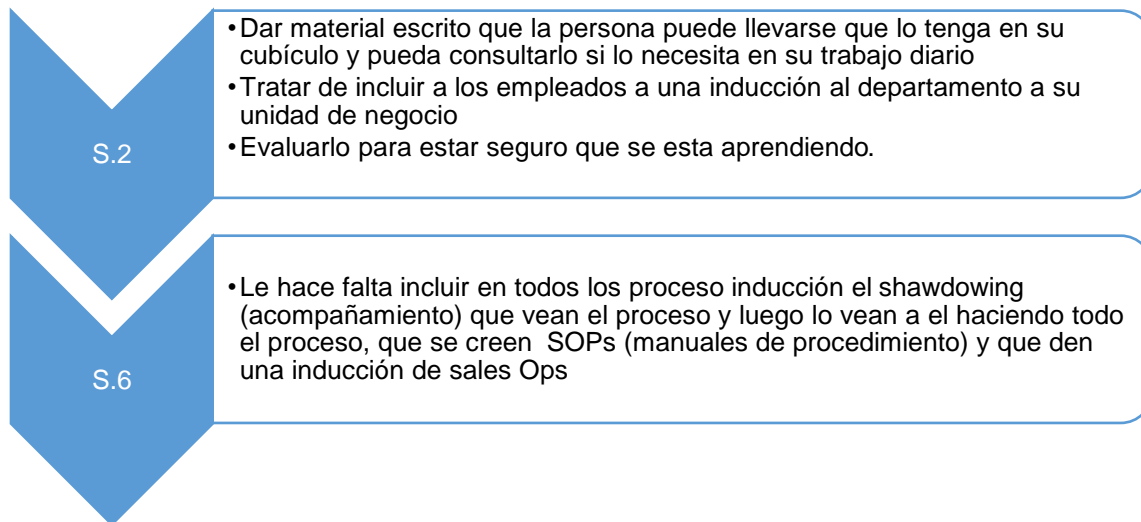 S.2
•Dar material escrito que la persona puede llevarse que lo tenga en su
cubículo y pueda consultarlo si lo necesita en su trabajo diario
•Tratar de incluir a los empleados a una inducción al departamento a su
unidad de negocio
•Evaluarlo para estar seguro que se esta aprendiendo.
S.6
•Le hace falta incluir en todos los proceso inducción el shawdowing
(acompañamiento) que vean el proceso y luego lo vean a el haciendo todo
el proceso, que se creen SOPs (manuales de procedimiento) y que den
una inducción de sales Ops